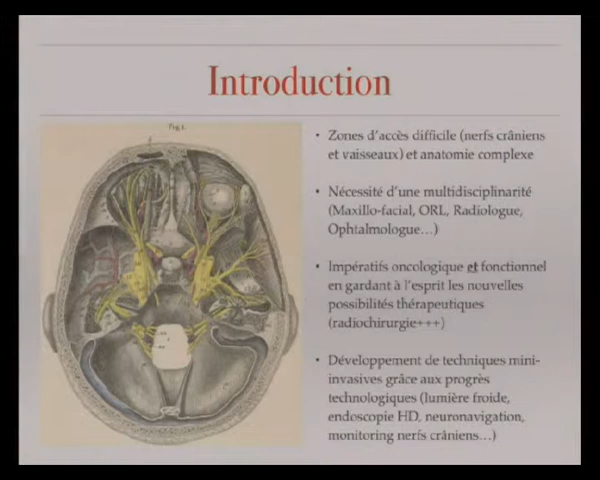 Introduction
Fig.1.
• Zones d'accès difficile (nerfs crâniens
et vaisseaux) et anatomie complexe
• Nécessité d'une multidisciplinarité
(Maxillo-facial, ORL, Radiologue,
Ophtalmologue…)
• Impératifs oncologique et fonctionnel
en gardant à l'esprit les nouvelles
possibilités thérapeutiques
(radiochirurgie+++)
• Développement de techniques mini-
invasives grâce aux progrès
technologiques (lumière froide,
endoscopie HD, neuronavigation,
monitoring nerfs crâniens…)